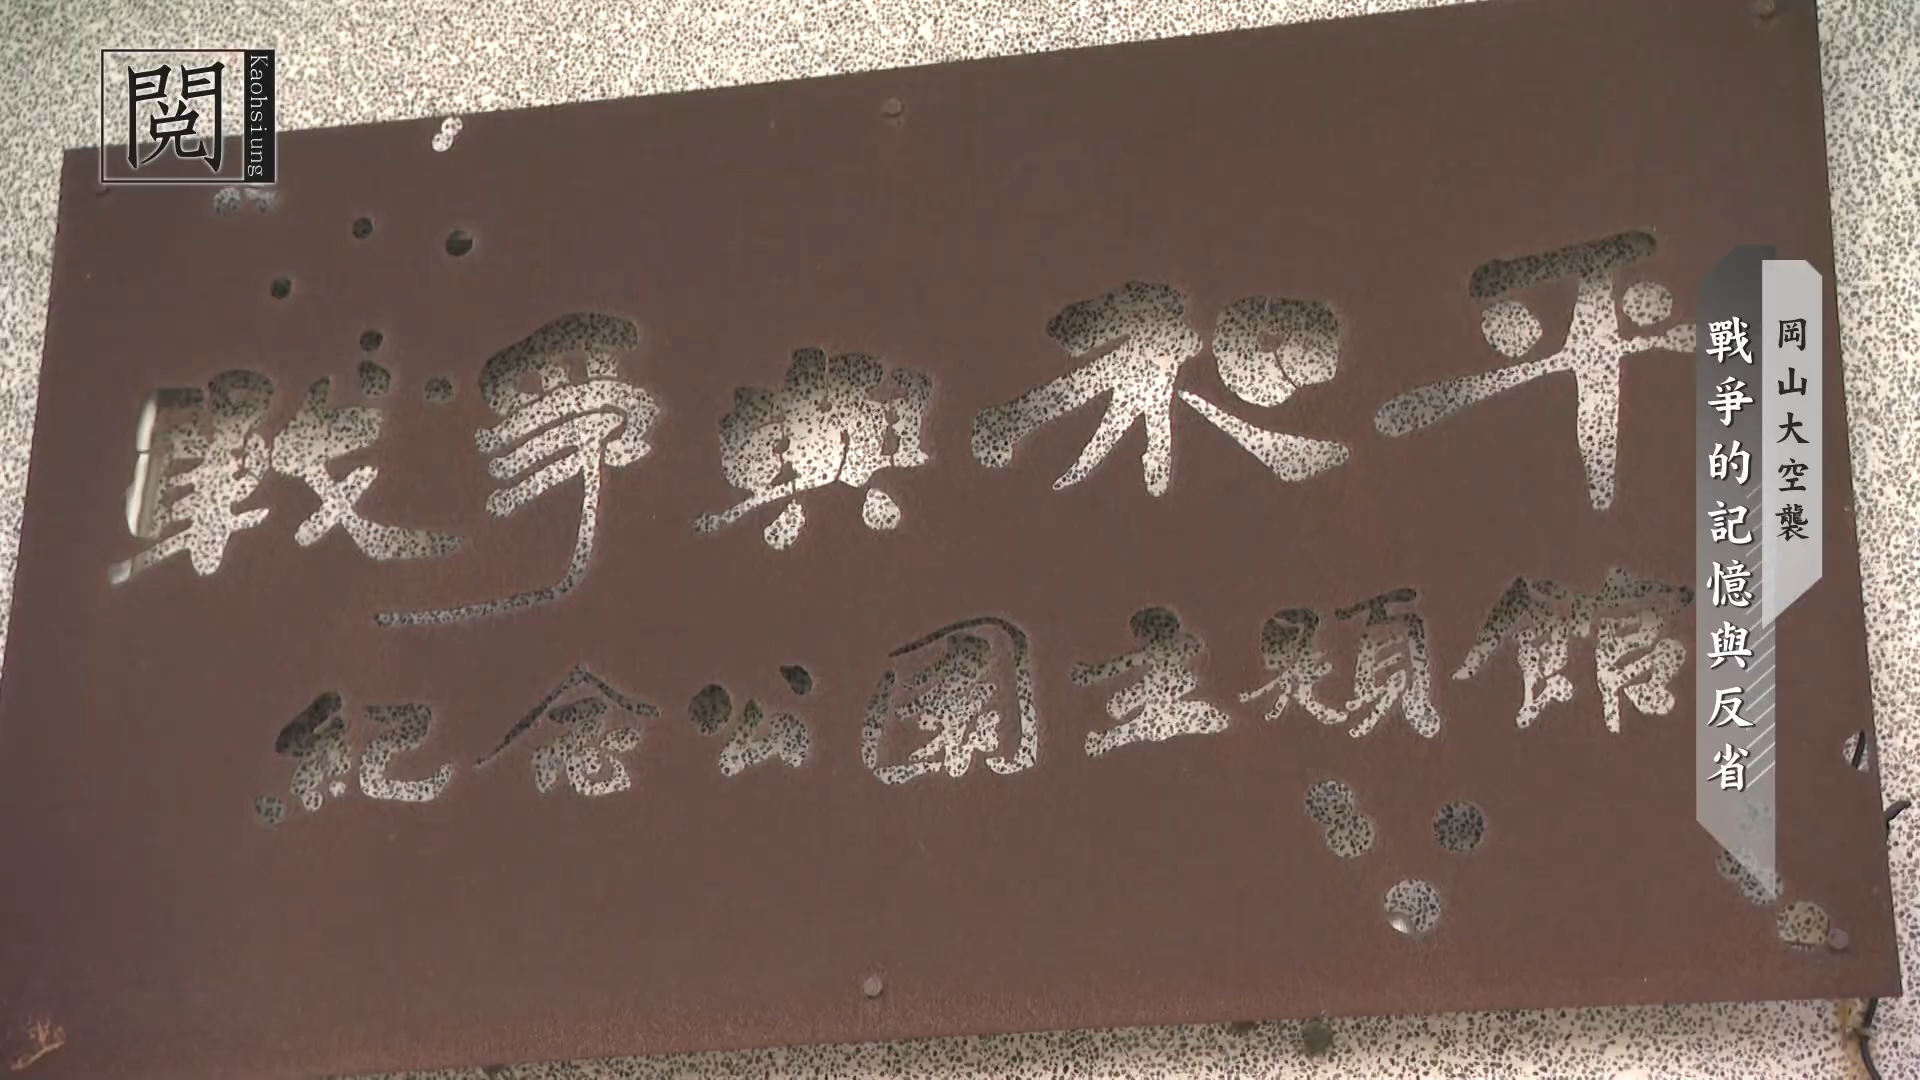 閱
Kaohsiung
戰爭與和平
紀念公園主題館
岡山大空襲
戰爭的記憶與反省